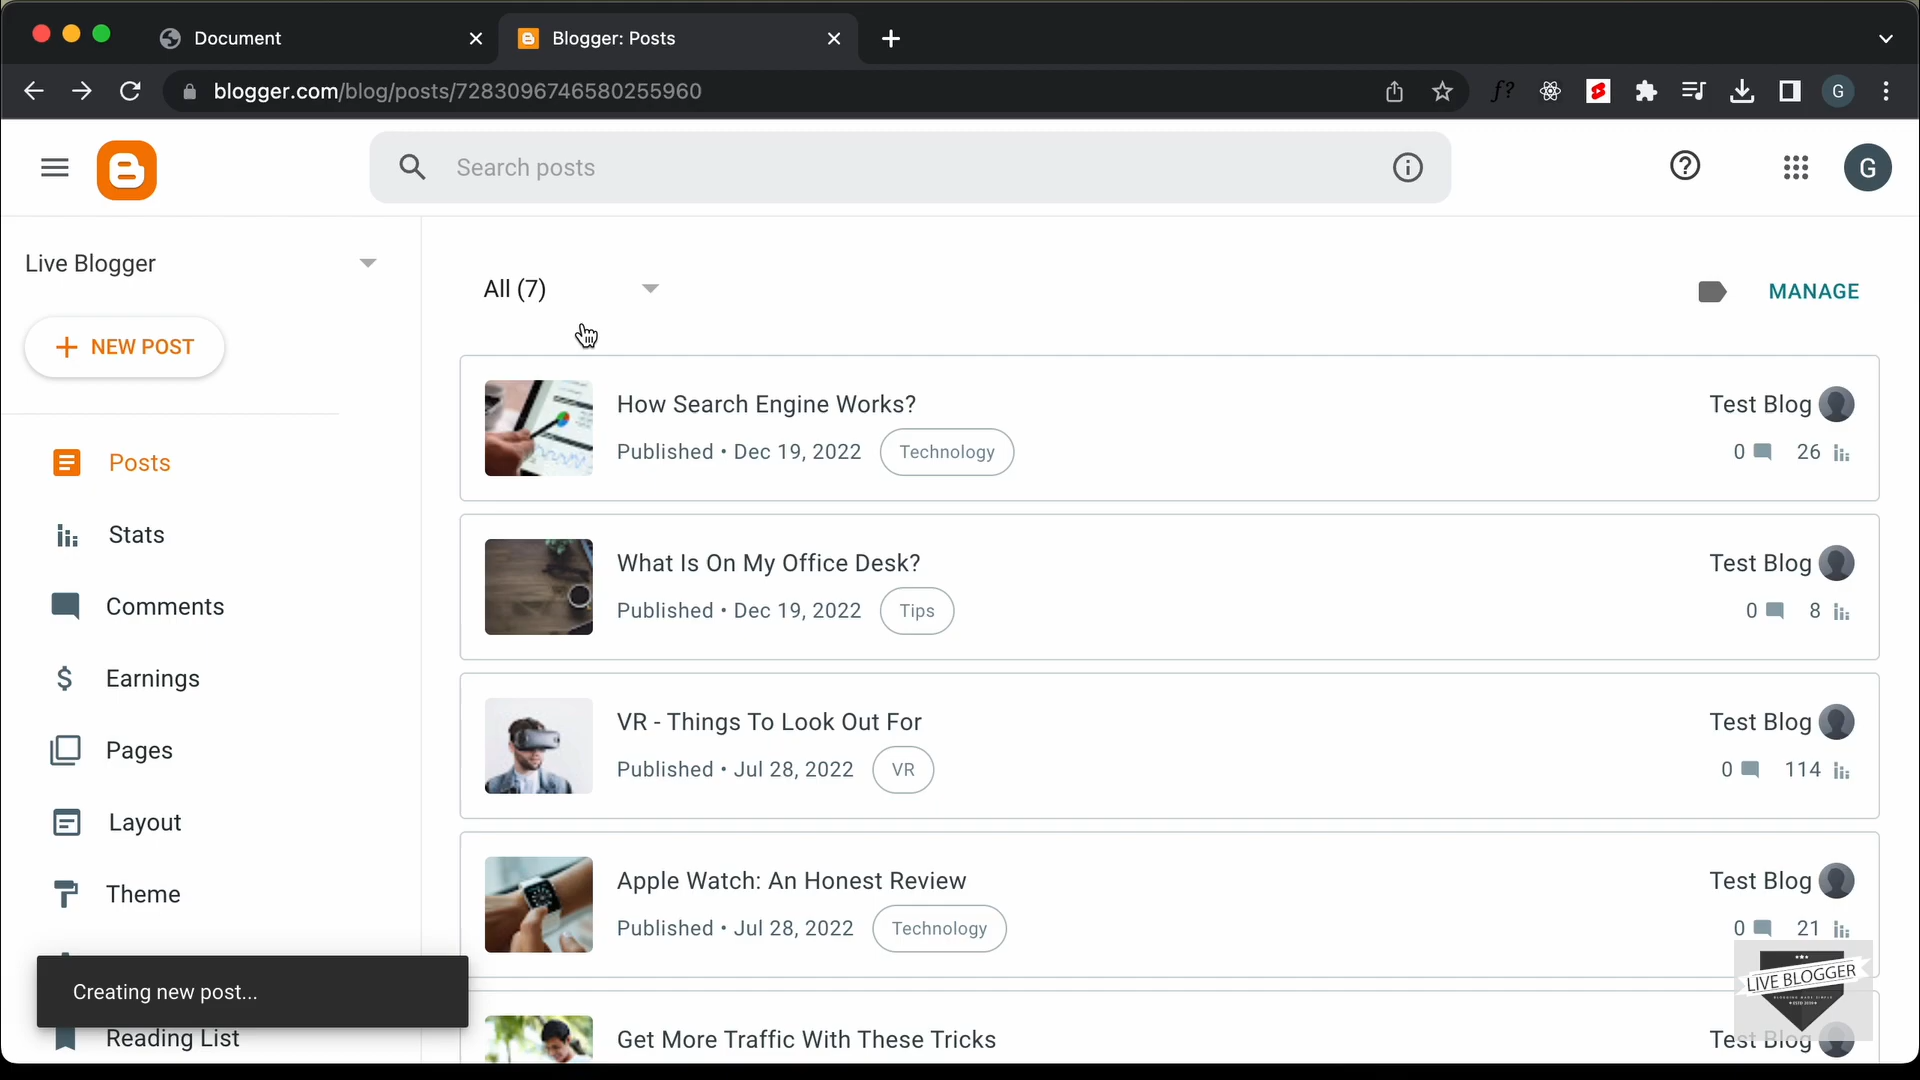 Document
Blogger: Posts
blogger.com/blog/posts/7283096746580255960
f?
G
Search posts
G
Live Blogger
NEW POST
Posts
Stats
Comments
Earnings
Pages
Layout
Theme
Creating new post...
Reading List
All (7)
MANAGE
How Search Engine Works?
Test Blog
Published • Dec 19, 2022 Technology
0 26
What Is On My Office Desk?
Test Blog
Published • Dec 19, 2022 Tips
0 8
VR - Things To Look Out For
Test Blog
Published • Jul 28, 2022 VR
0 114
Apple Watch: An Honest Review
Test Blog
Published • Jul 28, 2022 Technology
0 21
Get More Traffic With These Tricks
Test Blog
LIVE BLOGGER